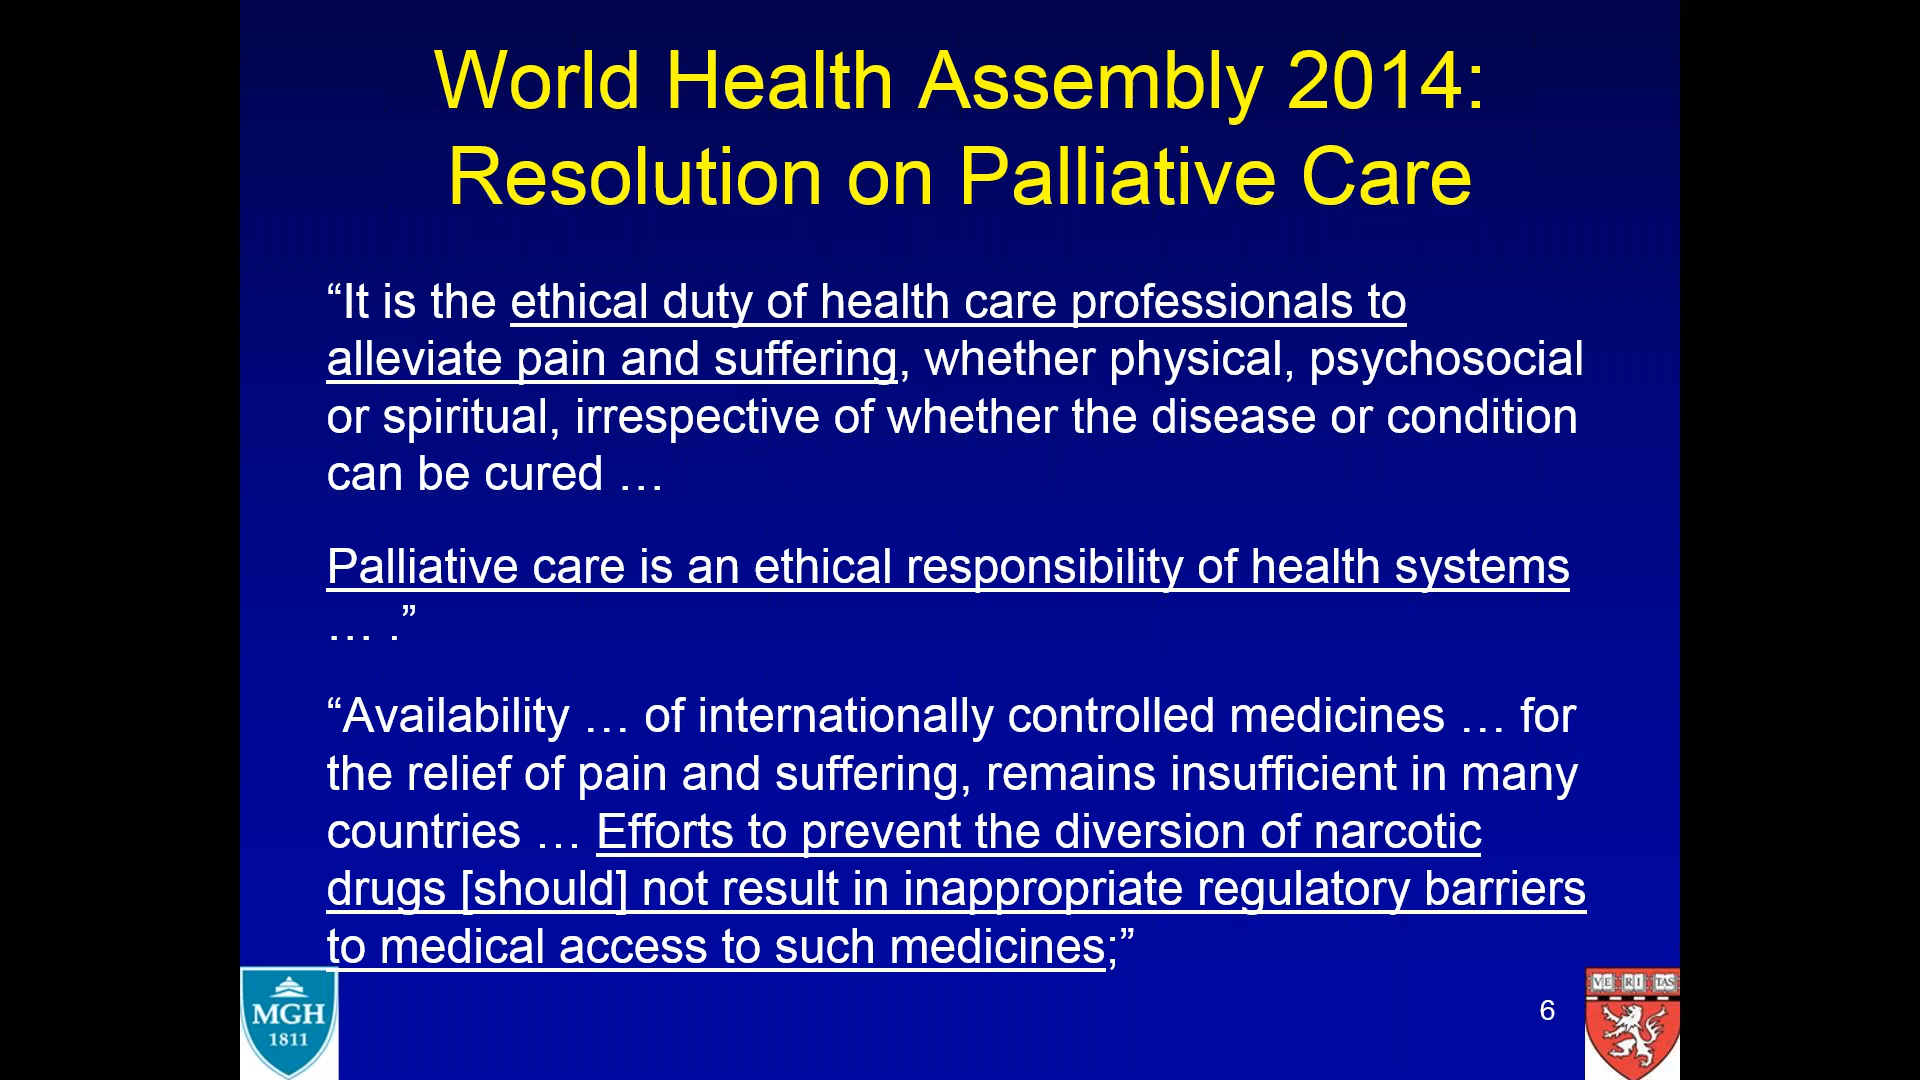 World Health Assembly 2014:
Resolution on Palliative Care
“It is the ethical duty of health care professionals to
alleviate pain and suffering, whether physical, psychosocial
or spiritual, irrespective of whether the disease or condition
can be cured …
Palliative care is an ethical responsibility of health systems
… .”
“Availability … of internationally controlled medicines … for
the relief of pain and suffering, remains insufficient in many
countries … Efforts to prevent the diversion of narcotic
drugs [should] not result in inappropriate regulatory barriers
to medical access to such medicines;”
MGH
1811
6
VE RI TAS